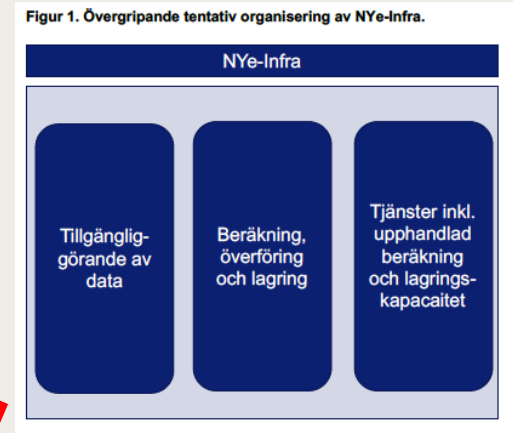 Figur 1. Övergripande tentativ organisering av NYe-Infra.
NYe-Infra
Tillgänglig-
görande av
data
Beräkning,
överföring
och lagring
Tjänster inkl.
upphandlad
beräkning
och lagrings-
kapacaitet